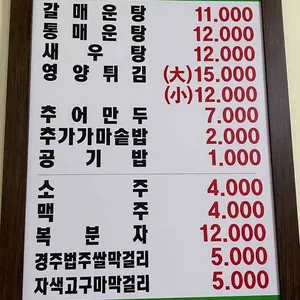 갈매운탕 11.000
통매운탕 12.000
새우탕 12.000
영양튀김 (大)15.000
(小)12.000
추어만두 7.000
추가가마솥밥 2.000
공기밥 1.000
소주 4.000
맥주 4.000
복분자 12.000
경주법주쌀막걸리 5.000
자색고구마막걸리 5.000